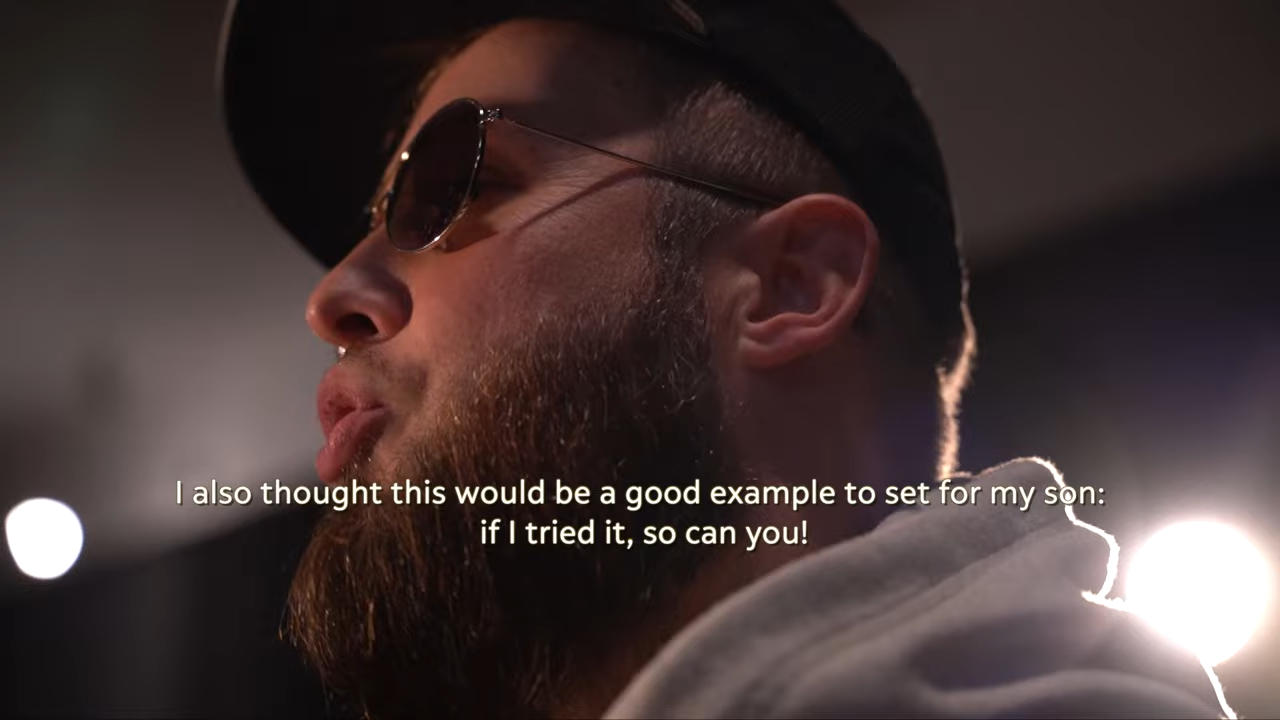 I also thought this would be a good example to set for my son:
if I tried it, so can you!